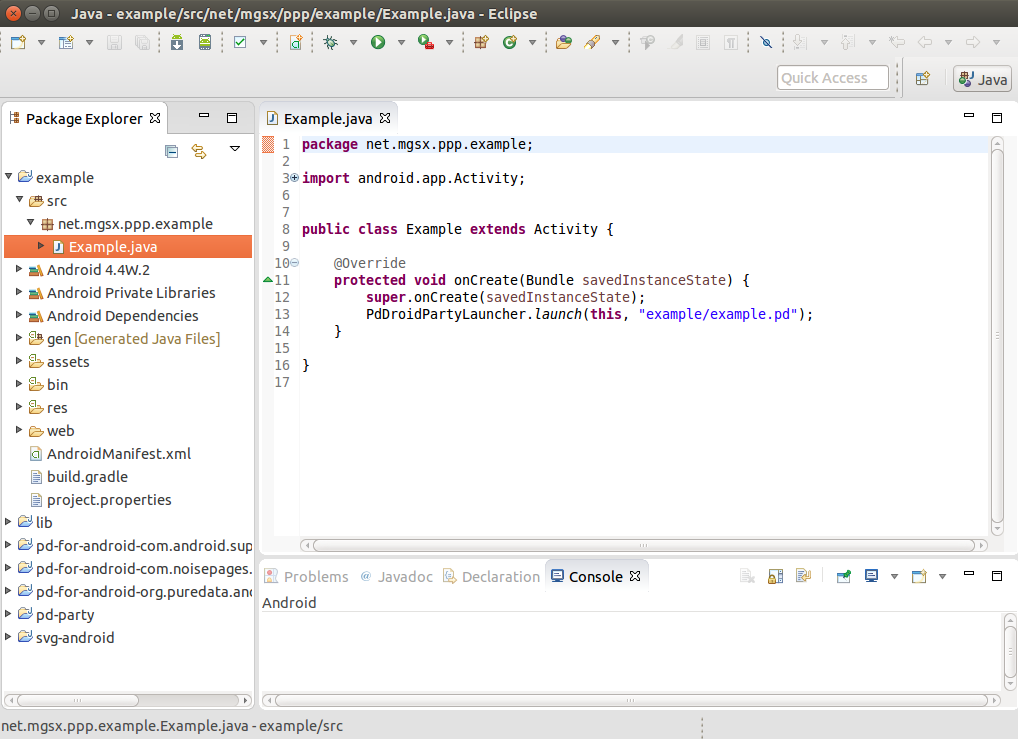 Java - example/src/net/mgsx/ppp/example/Example.java - Eclipse
Quick Access
Java
Package Explorer
example
src
net.mgsx.ppp.example
Example.java
Android 4.4W.2
Android Private Libraries
Android Dependencies
gen [Generated Java Files]
assets
bin
res
web
AndroidManifest.xml
build.gradle
project.properties
lib
pd-for-android-com.android.sup
pd-for-android-com.noisepages.
pd-for-android-org.puredata.and
pd-party
svg-android
Example.java
1 package net.mgsx.ppp.example;
2
3 import android.app.Activity;
6
7
8 public class Example extends Activity {
9
10 @Override
11 protected void onCreate(Bundle savedInstanceState) {
12 super.onCreate(savedInstanceState);
13 PdDroidPartyLauncher.launch(this, "example/example.pd");
14 }
15
16 }
17
Problems @ Javadoc Declaration Console
Android
net.mgsx.ppp.example.Example.java - example/src